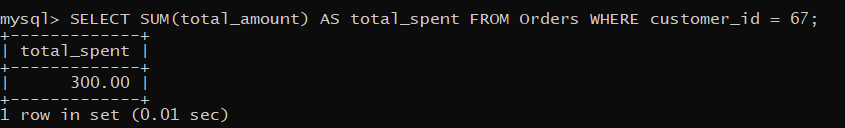 mysql> SELECT SUM(total_amount) AS total_spent FROM Orders WHERE customer_id = 67;
+-------------+
| total_spent |
+-------------+
|      300.00 |
+-------------+
1 row in set (0.01 sec)